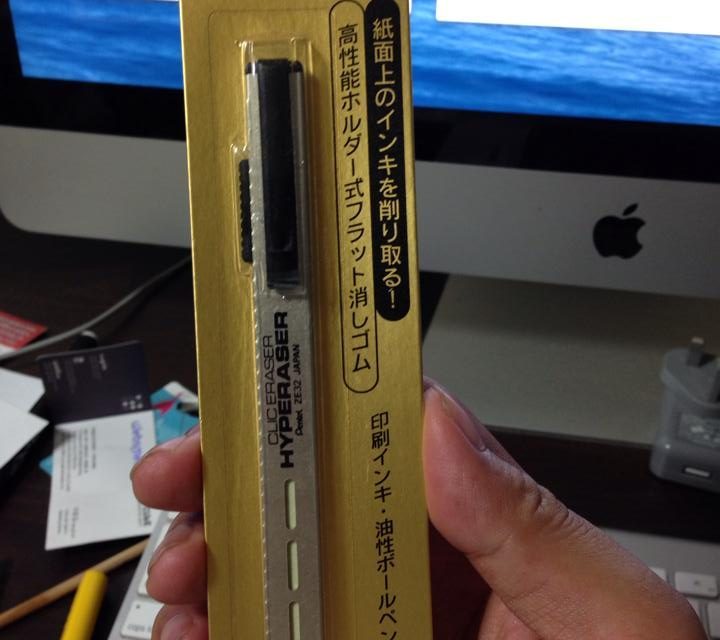 紙面上のインキを削り取る!
高性能ホルダー式フラット消しゴム
印刷インキ・油性ボールペン
CLIC ERASER
HYPERASER
Pentel ZE32 JAPAN